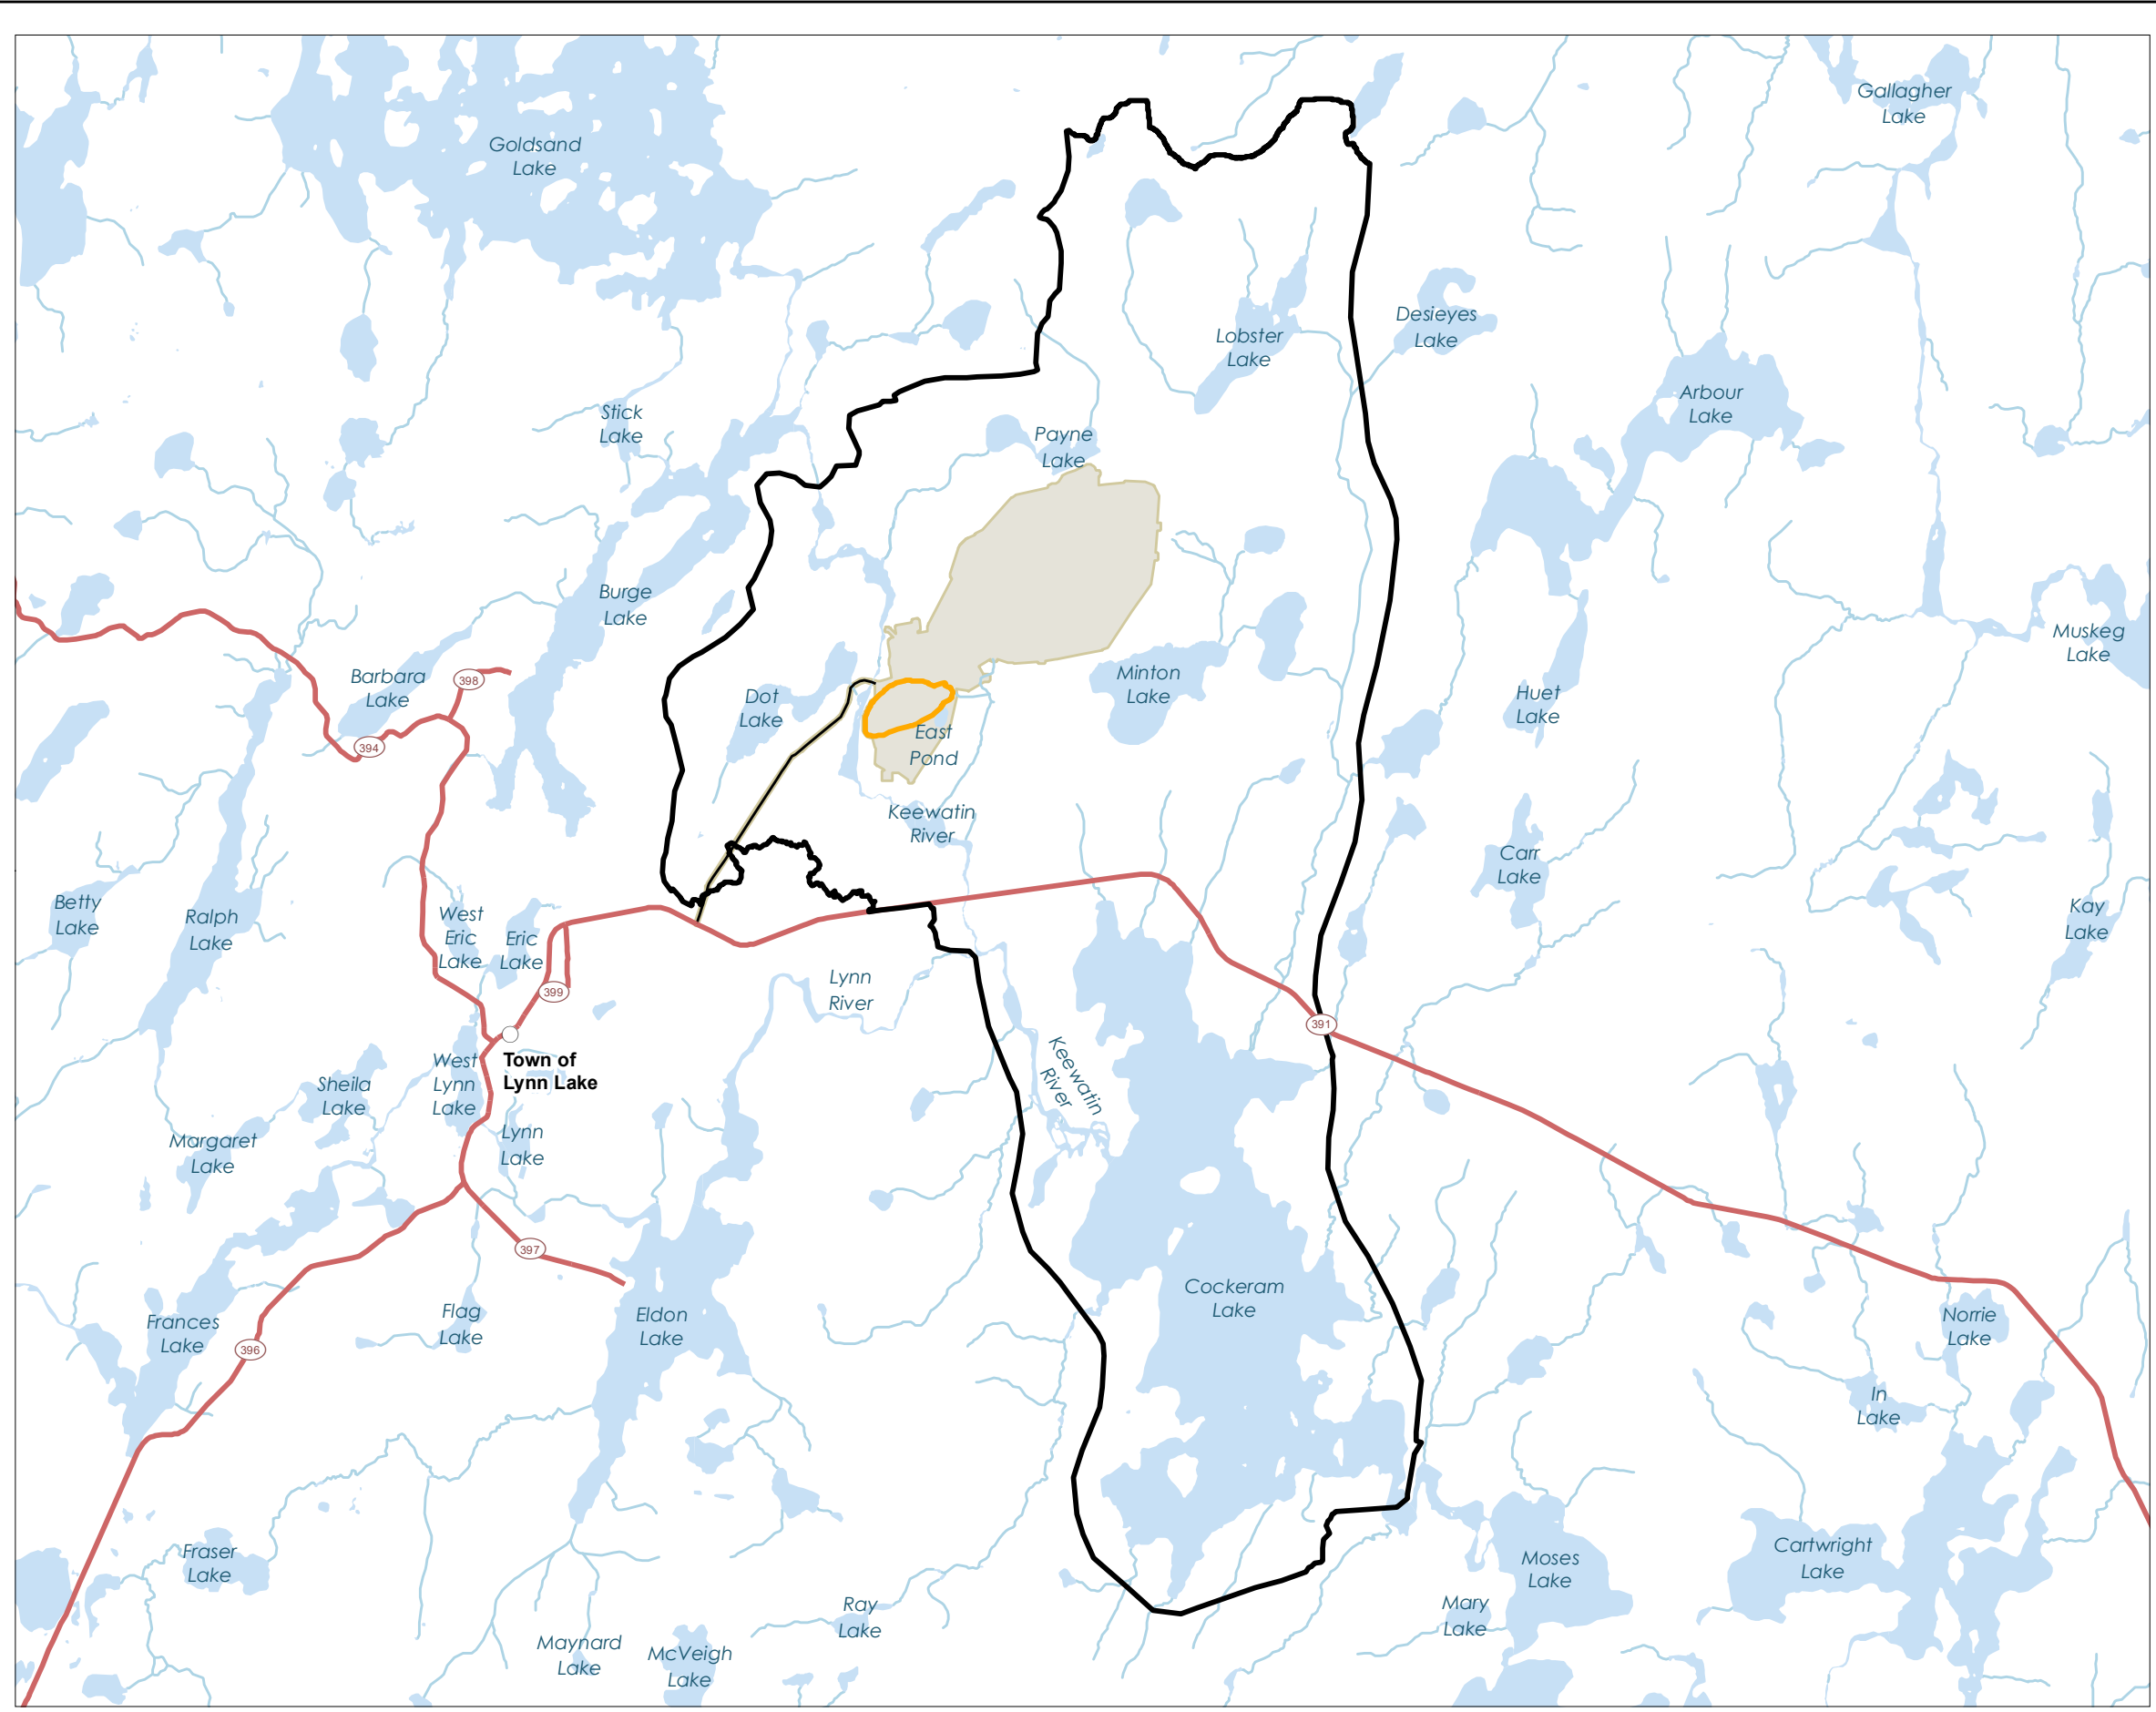 Gallagher
Lake
Goldsand
Lake
Desieyes
Lake
Lobster
Lake
Arbour
Lake
Stick
Lake
Payne
Lake
Burge
Lake
Muskeg
Lake
Barbara
Lake
398
Minton
Lake
Dot
Lake
Huet
Lake
394
East
Pond
Keewatin
River
Carr
Lake
Betty
Lake
Ralph
Lake
West
Eric
Lake
Eric
Lake
Kay
Lake
Lynn
River
399
391
Town of
Lynn Lake
West
Lynn
Lake
Keewatin
River
Sheila
Lake
Margaret
Lake
Lynn
Lake
397
Cockeram
Lake
Frances
Lake
Flag
Lake
Eldon
Lake
Norrie
Lake
396
In
Lake
Fraser
Lake
Moses
Lake
Cartwright
Lake
Ray
Lake
Mary
Lake
Maynard
Lake
McVeigh
Lake